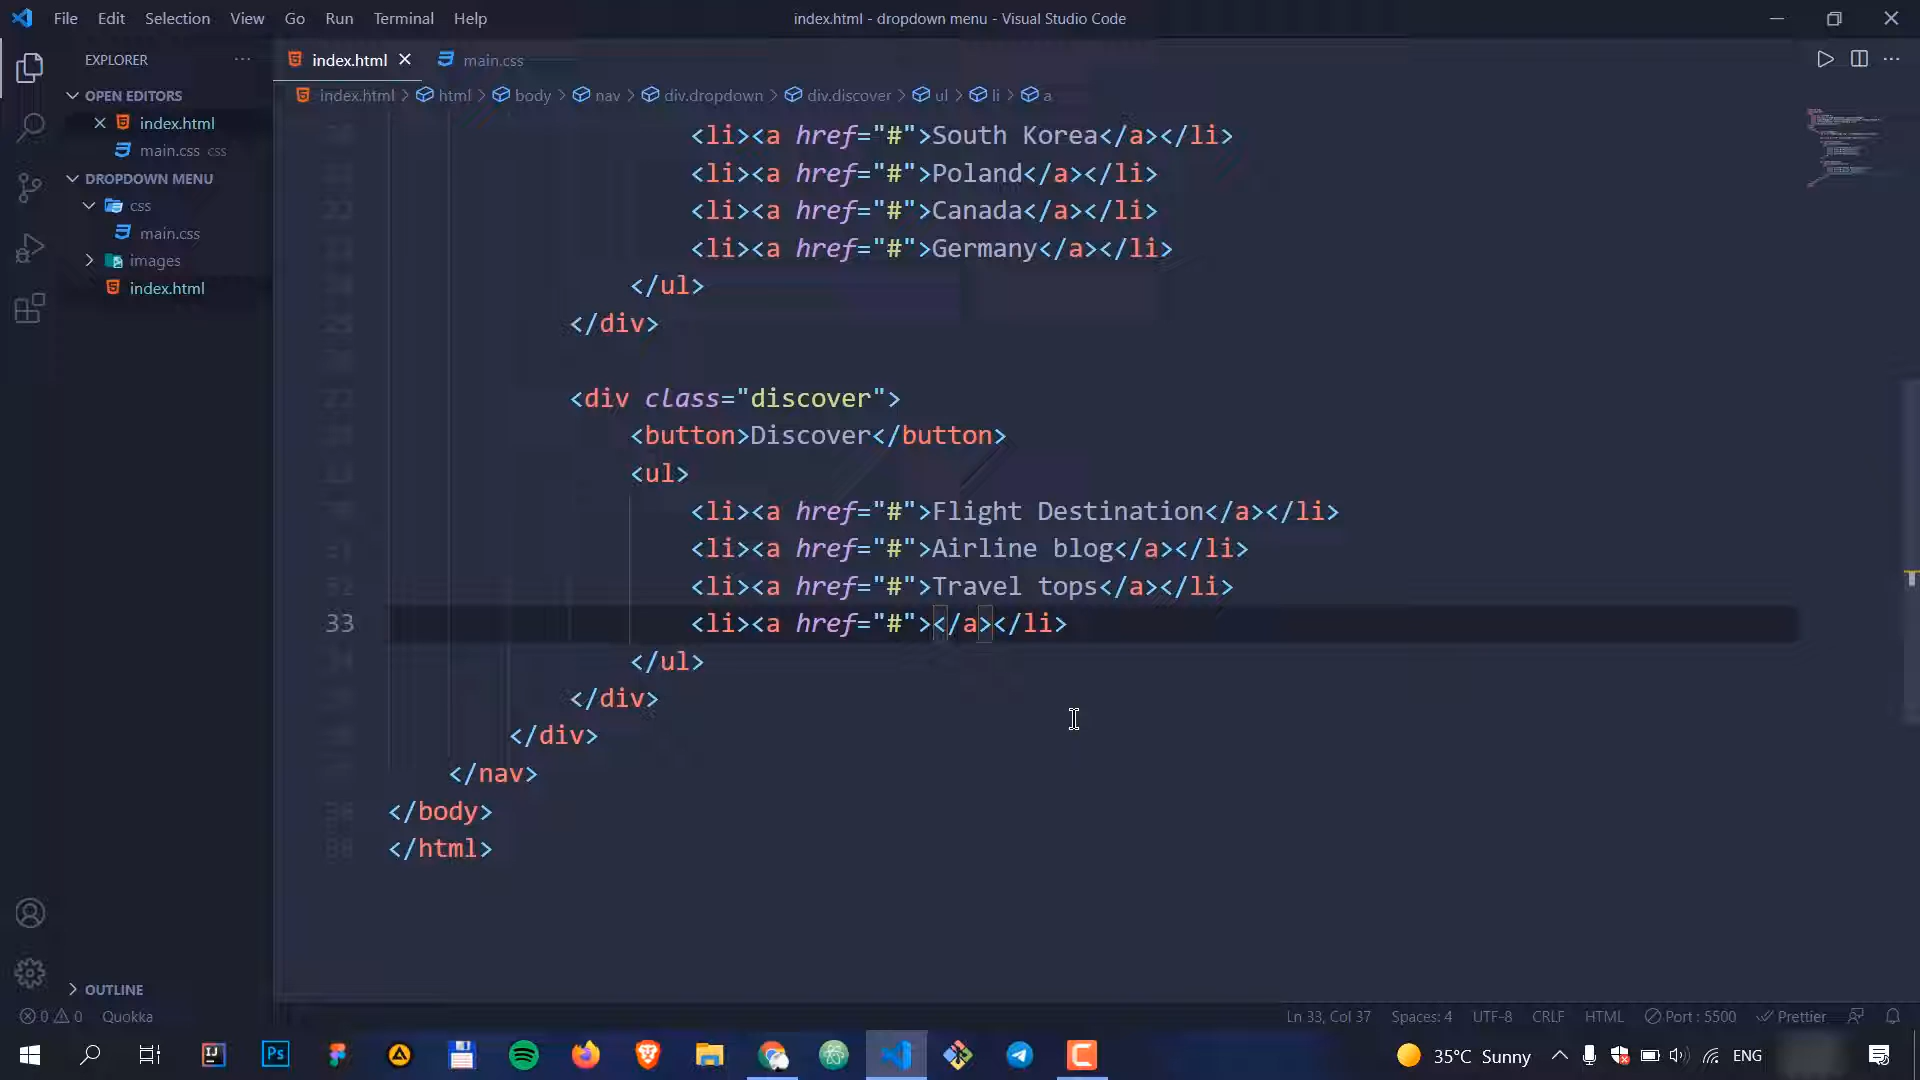 File Edit Selection View Go Run Terminal Help
index.html - dropdown menu - Visual Studio Code
EXPLORER
OPEN EDITORS
index.html
main.css css
DROPDOWN MENU
css
main.css
images
index.html
OUTLINE
index.html main.css
index.html > html > body > nav > div.dropdown > div.discover > ul > li > a
<li><a href="#">South Korea</a></li>
<li><a href="#">Poland</a></li>
<li><a href="#">Canada</a></li>
<li><a href="#">Germany</a></li>
</ul>
</div>
<div class="discover">
<button>Discover</button>
<ul>
<li><a href="#">Flight Destination</a></li>
<li><a href="#">Airline blog</a></li>
<li><a href="#">Travel tops</a></li>
33 <li><a href="#"></a></li>
</ul>
</div>
</div>
</nav>
</body>
</html>
0 0 Quokka
Ln 33, Col 37 Spaces: 4 UTF-8 CRLF HTML Port : 5500 Prettier
IJ Ps 35°C Sunny ENG